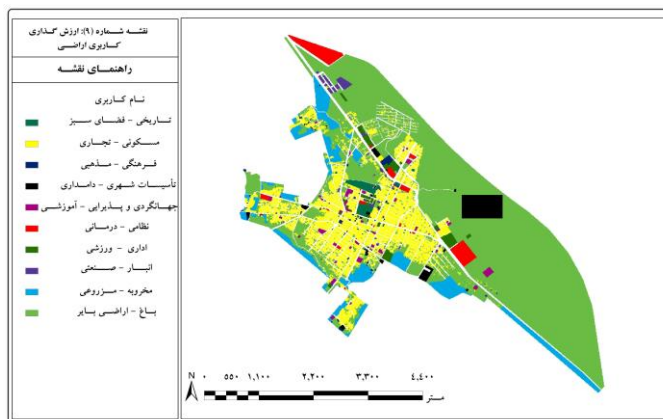 نقشه شماره (۹): ارزش گذاری
کاربری اراضی
راهنمای نقشه
نام کاربری
تاریخی - فضای سبز
مسکونی - تجاری
فرهنگی - مذهبی
تأسیسات شهری - دامداری
جهانگردی و پذیرایی - آموزشی
نظامی - درمانی
اداری - ورزشی
انبار - صنعتی
مخروبه - مزروعی
باغ - اراضی بایر
N
۰ ۵۵۰ ۱,۱۰۰ ۲,۲۰۰ ۳,۳۰۰ ۴,۴۰۰
متر